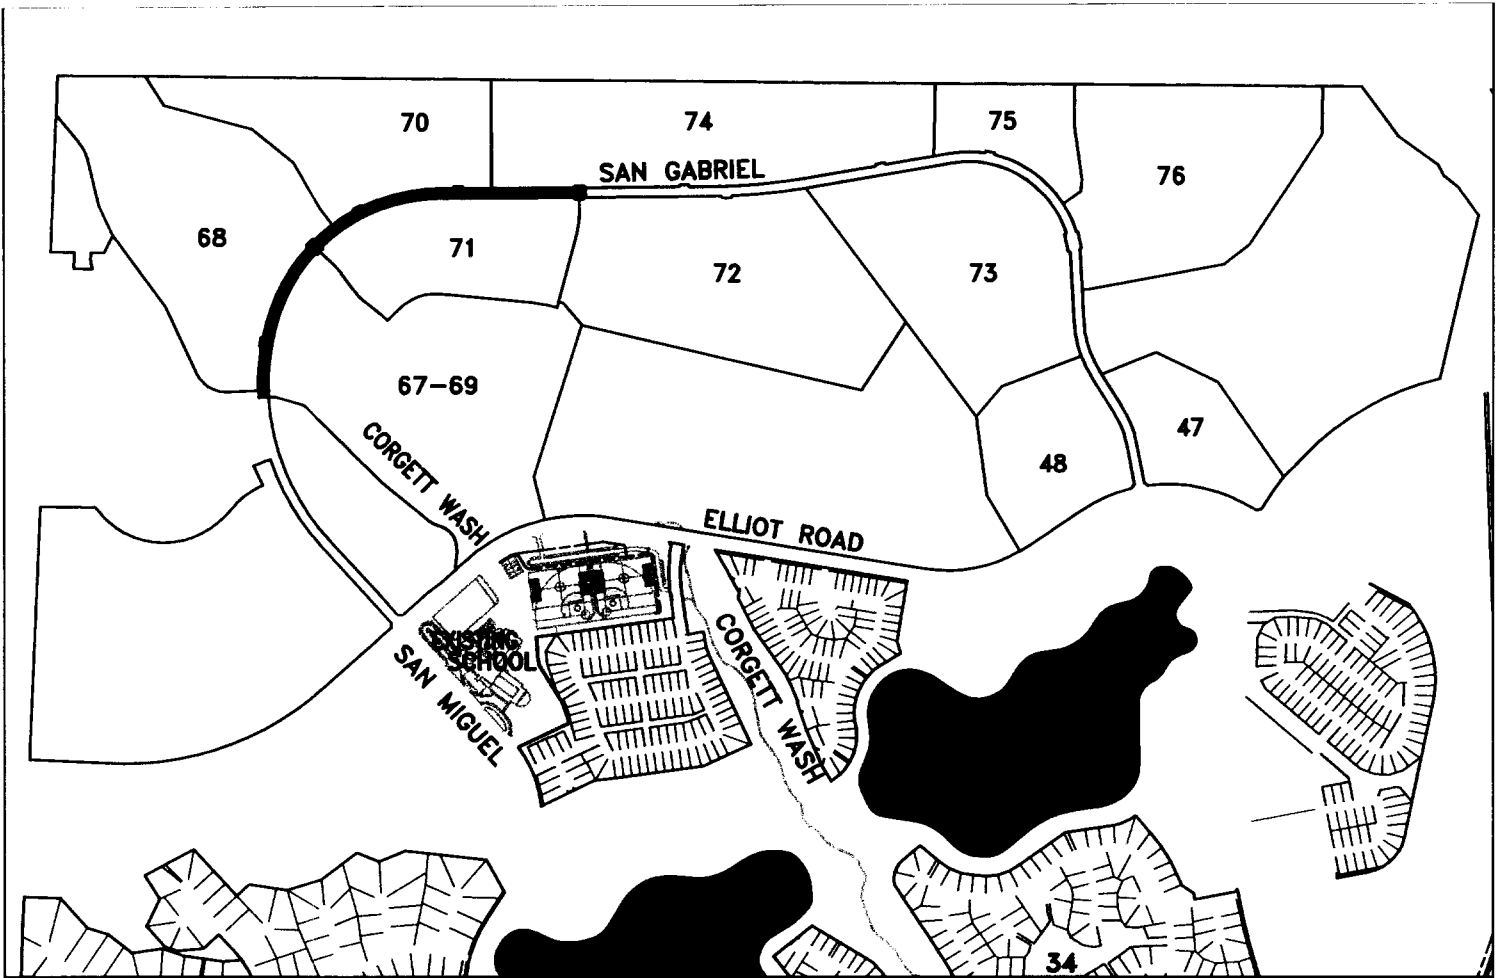 70
74
75
SAN GABRIEL
76
68
71
72
73
67-69
CORGETT WASH
47
48
ELLIOT ROAD
EXISTING
SCHOOL
SAN MIGUEL
CORGETT WASH
34